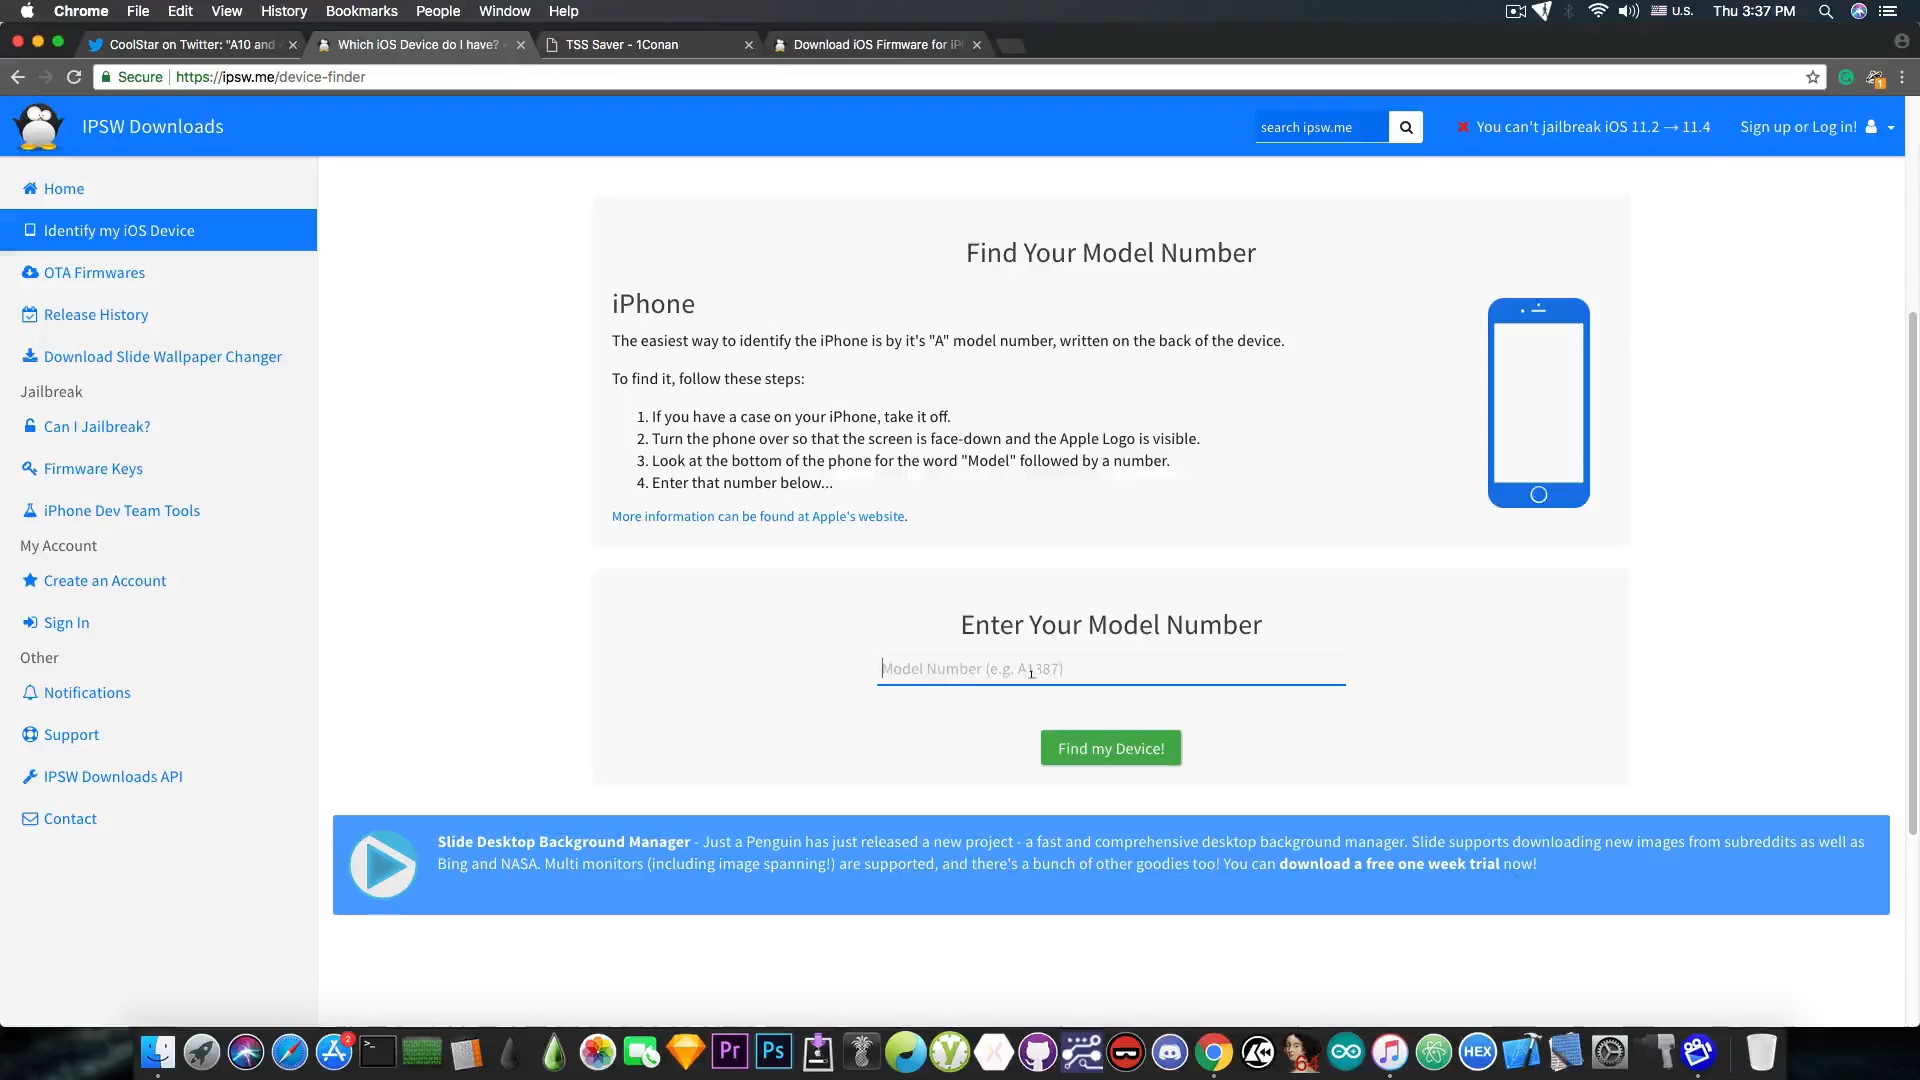 Chrome File Edit View History Bookmarks People Window Help U.S. Thu 3:37 PM
CoolStar on Twitter: "A10 and
Which iOS Device do I have? -
TSS Saver - 1Conan
Download iOS Firmware for iP
Secure https://ipsw.me/device-finder
IPSW Downloads
search ipsw.me
You can't jailbreak iOS 11.2 → 11.4
Sign up or Log in!
Home
Identify my iOS Device
OTA Firmwares
Release History
Download Slide Wallpaper Changer
Jailbreak
Can I Jailbreak?
Firmware Keys
iPhone Dev Team Tools
My Account
Create an Account
Sign In
Other
Notifications
Support
IPSW Downloads API
Contact
Find Your Model Number
iPhone
The easiest way to identify the iPhone is by it's "A" model number, written on the back of the device.
To find it, follow these steps:
1. If you have a case on your iPhone, take it off.
2. Turn the phone over so that the screen is face-down and the Apple Logo is visible.
3. Look at the bottom of the phone for the word "Model" followed by a number.
4. Enter that number below...
More information can be found at Apple's website.
Enter Your Model Number
Model Number (e.g. A1387)
Find my Device!
Slide Desktop Background Manager - Just a Penguin has just released a new project - a fast and comprehensive desktop background manager. Slide supports downloading new images from subreddits as well as
Bing and NASA. Multi monitors (including image spanning!) are supported, and there's a bunch of other goodies too! You can download a free one week trial now!
2
Pr
Ps
64
HEX